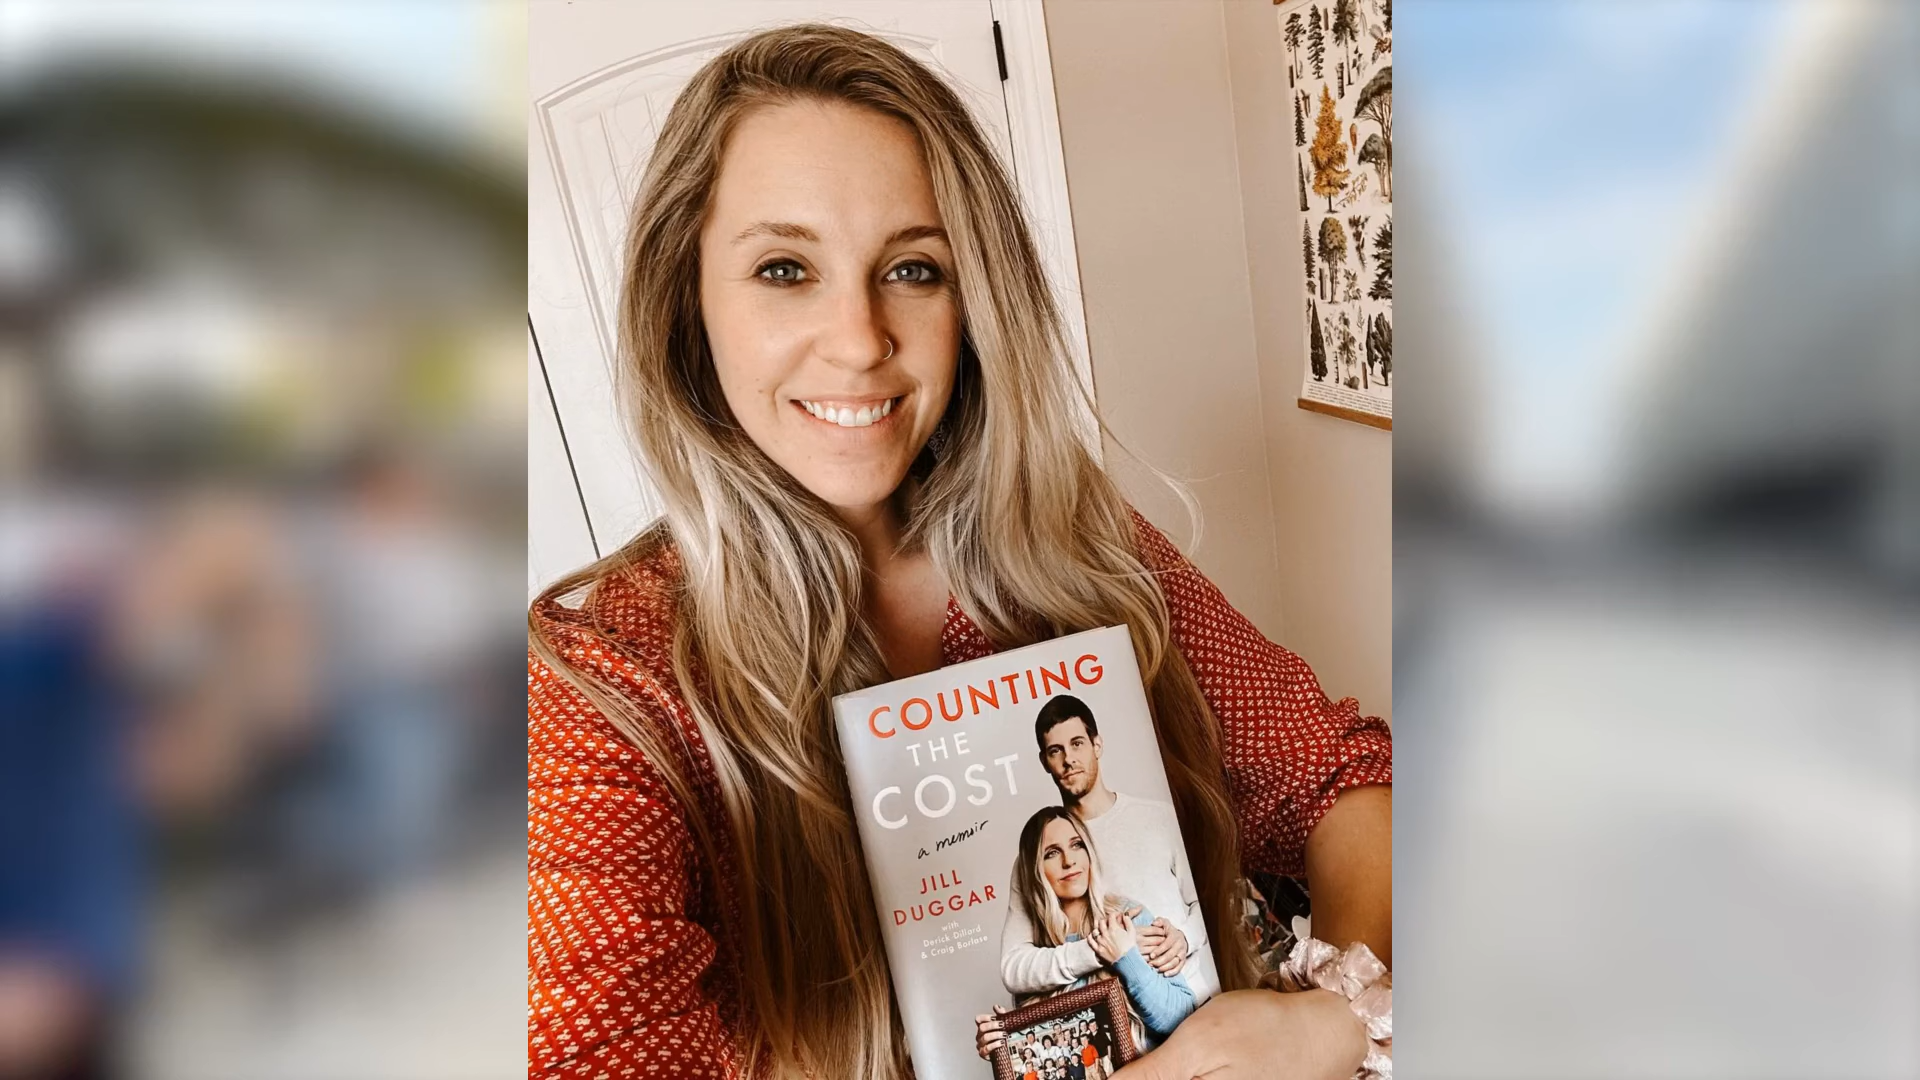 COUNTING
THE
COST
a memoir
JILL
DUGGAR
with
Derick Dillard
& Craig Borlase